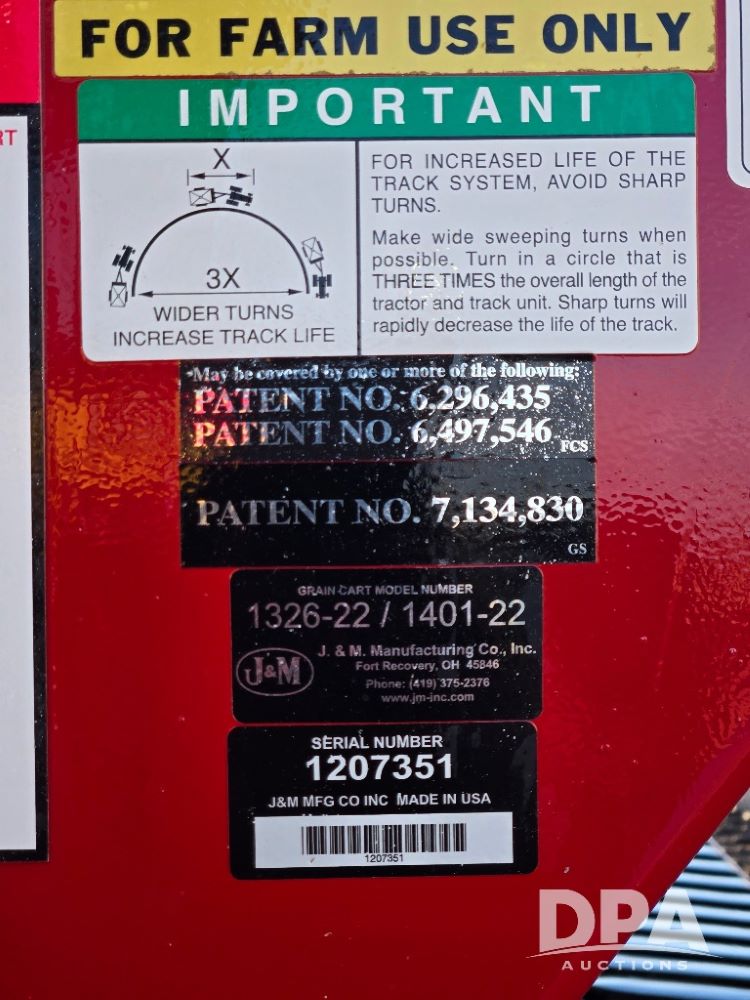 FOR FARM USE ONLY
RT
IMPORTANT
X
3X
WIDER TURNS
INCREASE TRACK LIFE
FOR INCREASED LIFE OF THE
TRACK SYSTEM, AVOID SHARP
TURNS.
Make wide sweeping turns when
possible. Turn in a circle that is
THREE TIMES the overall length of the
tractor and track unit. Sharp turns will
rapidly decrease the life of the track.
May be covered by one or more of the following:
PATENT NO. 6,296,435
PATENT NO. 6,497,546 FCS
PATENT NO. 7,134,830
GS
GRAIN CART MODEL NUMBER
1326-22 / 1401-22
J&M
J. & M. Manufacturing Co., Inc.
Fort Recovery, OH 45846
Phone: (419) 375-2376
www.jm-inc.com
SERIAL NUMBER
1207351
J&M MFG CO INC MADE IN USA
1207351
DPA
AUCTIONS